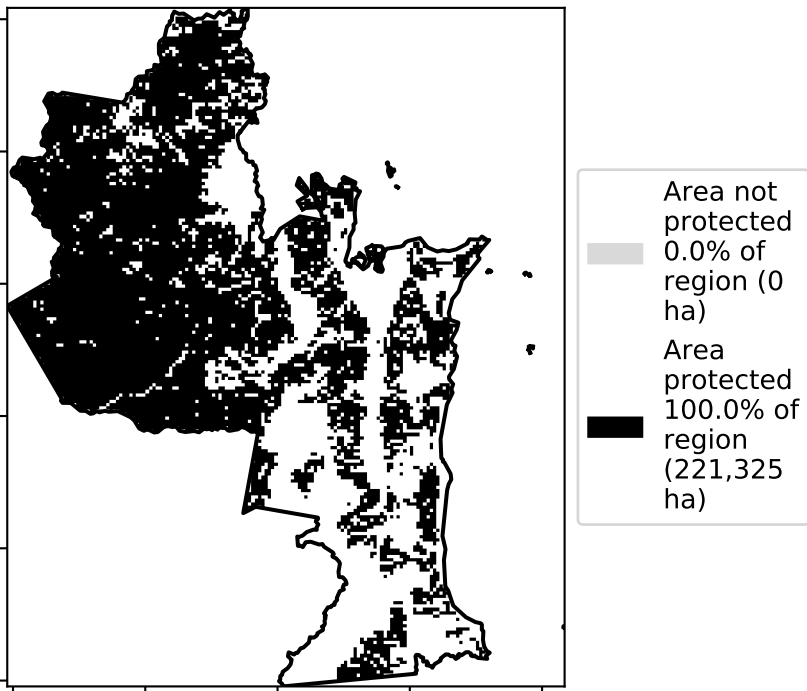 Area not
protected
0.0% of
region (0
ha)
Area
protected
100.0% of
region
(221,325
ha)